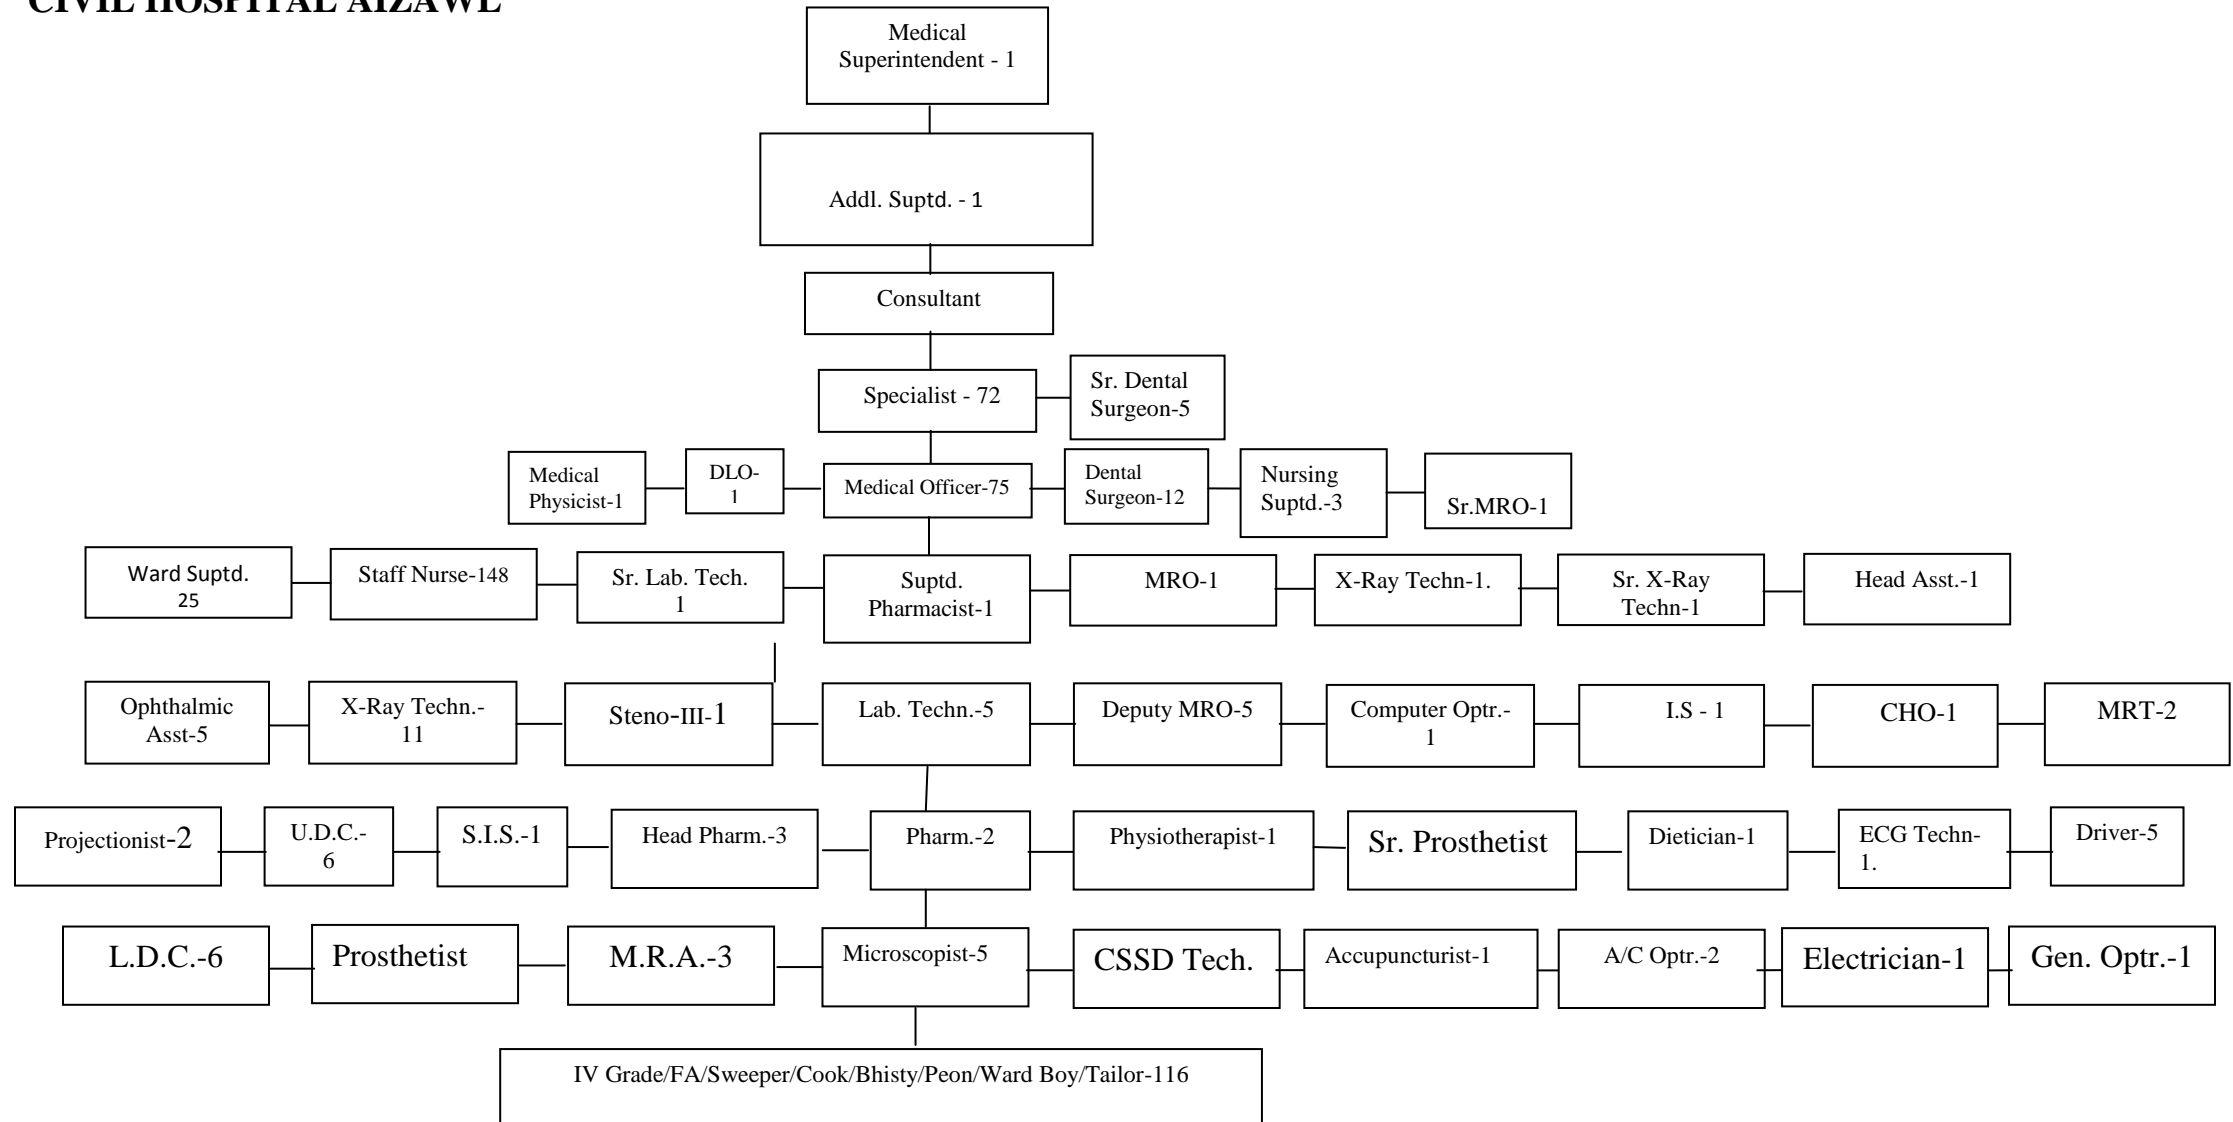 CIVIL HOSPITAL AIZAWL
Medical
Superintendent - 1
Addl. Suptd. - 1
Consultant
Specialist - 72
Sr. Dental
Surgeon-5
Medical
Physicist-1
DLO-
1
Medical Officer-75
Dental
Surgeon-12
Nursing
Suptd.-3
Sr.MRO-1
Ward Suptd.
25
Staff Nurse-148
Sr. Lab. Tech.
1
Suptd.
Pharmacist-1
MRO-1
X-Ray Techn-1.
Sr. X-Ray
Techn-1
Head Asst.-1
Ophthalmic
Asst-5
X-Ray Techn.-
11
Steno-III-1
Lab. Techn.-5
Deputy MRO-5
Computer Optr.-
1
I.S - 1
CHO-1
MRT-2
Projectionist-2
U.D.C.-
6
S.I.S.-1
Head Pharm.-3
Pharm.-2
Physiotherapist-1
Sr. Prosthetist
Dietician-1
ECG Techn-
1.
Driver-5
L.D.C.-6
Prosthetist
M.R.A.-3
Microscopist-5
CSSD Tech.
Accupuncturist-1
A/C Optr.-2
Electrician-1
Gen. Optr.-1
IV Grade/FA/Sweeper/Cook/Bhisty/Peon/Ward Boy/Tailor-116